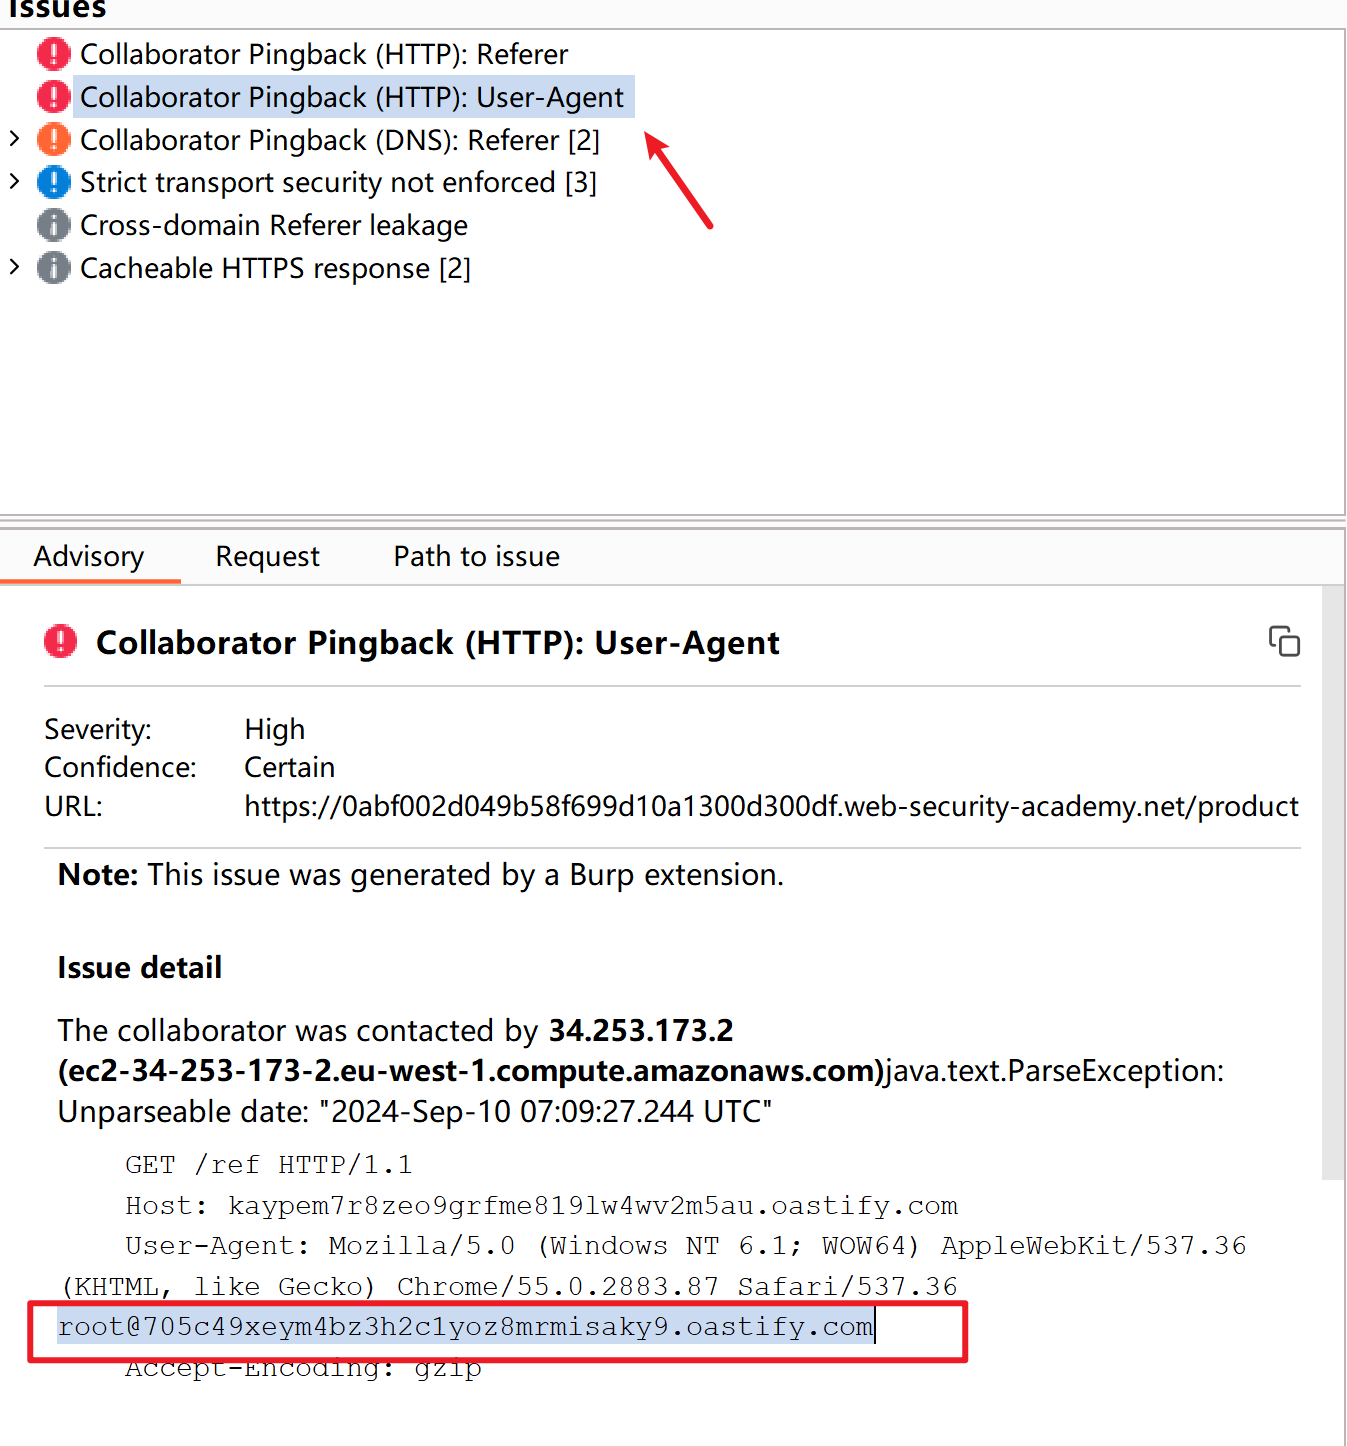 Issues
Collaborator Pingback (HTTP): Referer
Collaborator Pingback (HTTP): User-Agent
Collaborator Pingback (DNS): Referer [2]
Strict transport security not enforced [3]
Cross-domain Referer leakage
Cacheable HTTPS response [2]
Advisory Request Path to issue
Collaborator Pingback (HTTP): User-Agent
Severity: High
Confidence: Certain
URL: https://0abf002d049b58f699d10a1300d300df.web-security-academy.net/product
Note: This issue was generated by a Burp extension.
Issue detail
The collaborator was contacted by 34.253.173.2
(ec2-34-253-173-2.eu-west-1.compute.amazonaws.com)java.text.ParseException:
Unparseable date: "2024-Sep-10 07:09:27.244 UTC"
GET /ref HTTP/1.1
Host: kaypem7r8zeo9grfme819lw4wv2m5au.oastify.com
User-Agent: Mozilla/5.0 (Windows NT 6.1; WOW64) AppleWebKit/537.36
(KHTML, like Gecko) Chrome/55.0.2883.87 Safari/537.36
root@705c49xeym4bz3h2c1yoz8mrmisaky9.oastify.com
Accept-Encoding: gzip